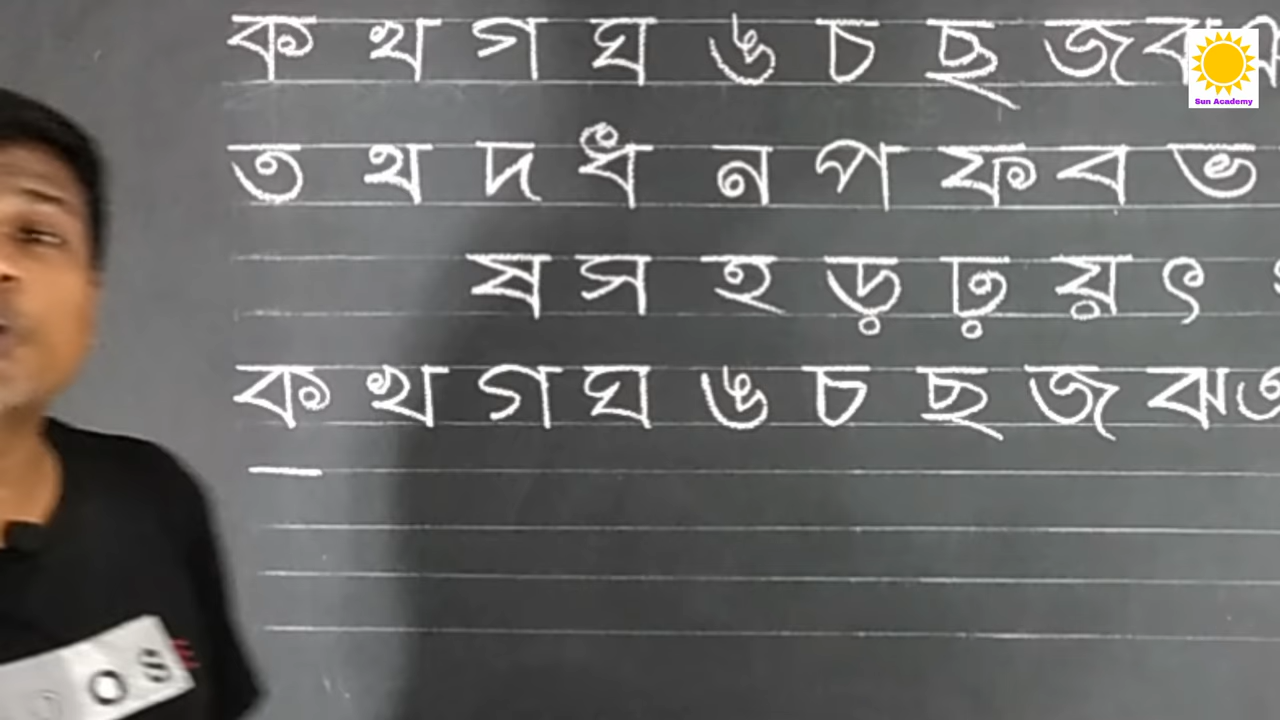 ক খ গ ঘ ঙ চ ছ জ ঝ
Sun Academy
ত থ দ ধ ন প ফ ব ভ
ষ স হ ড় ঢ় য় ৎ
ক খ গ ঘ ঙ চ ছ জ ঝ
O S E